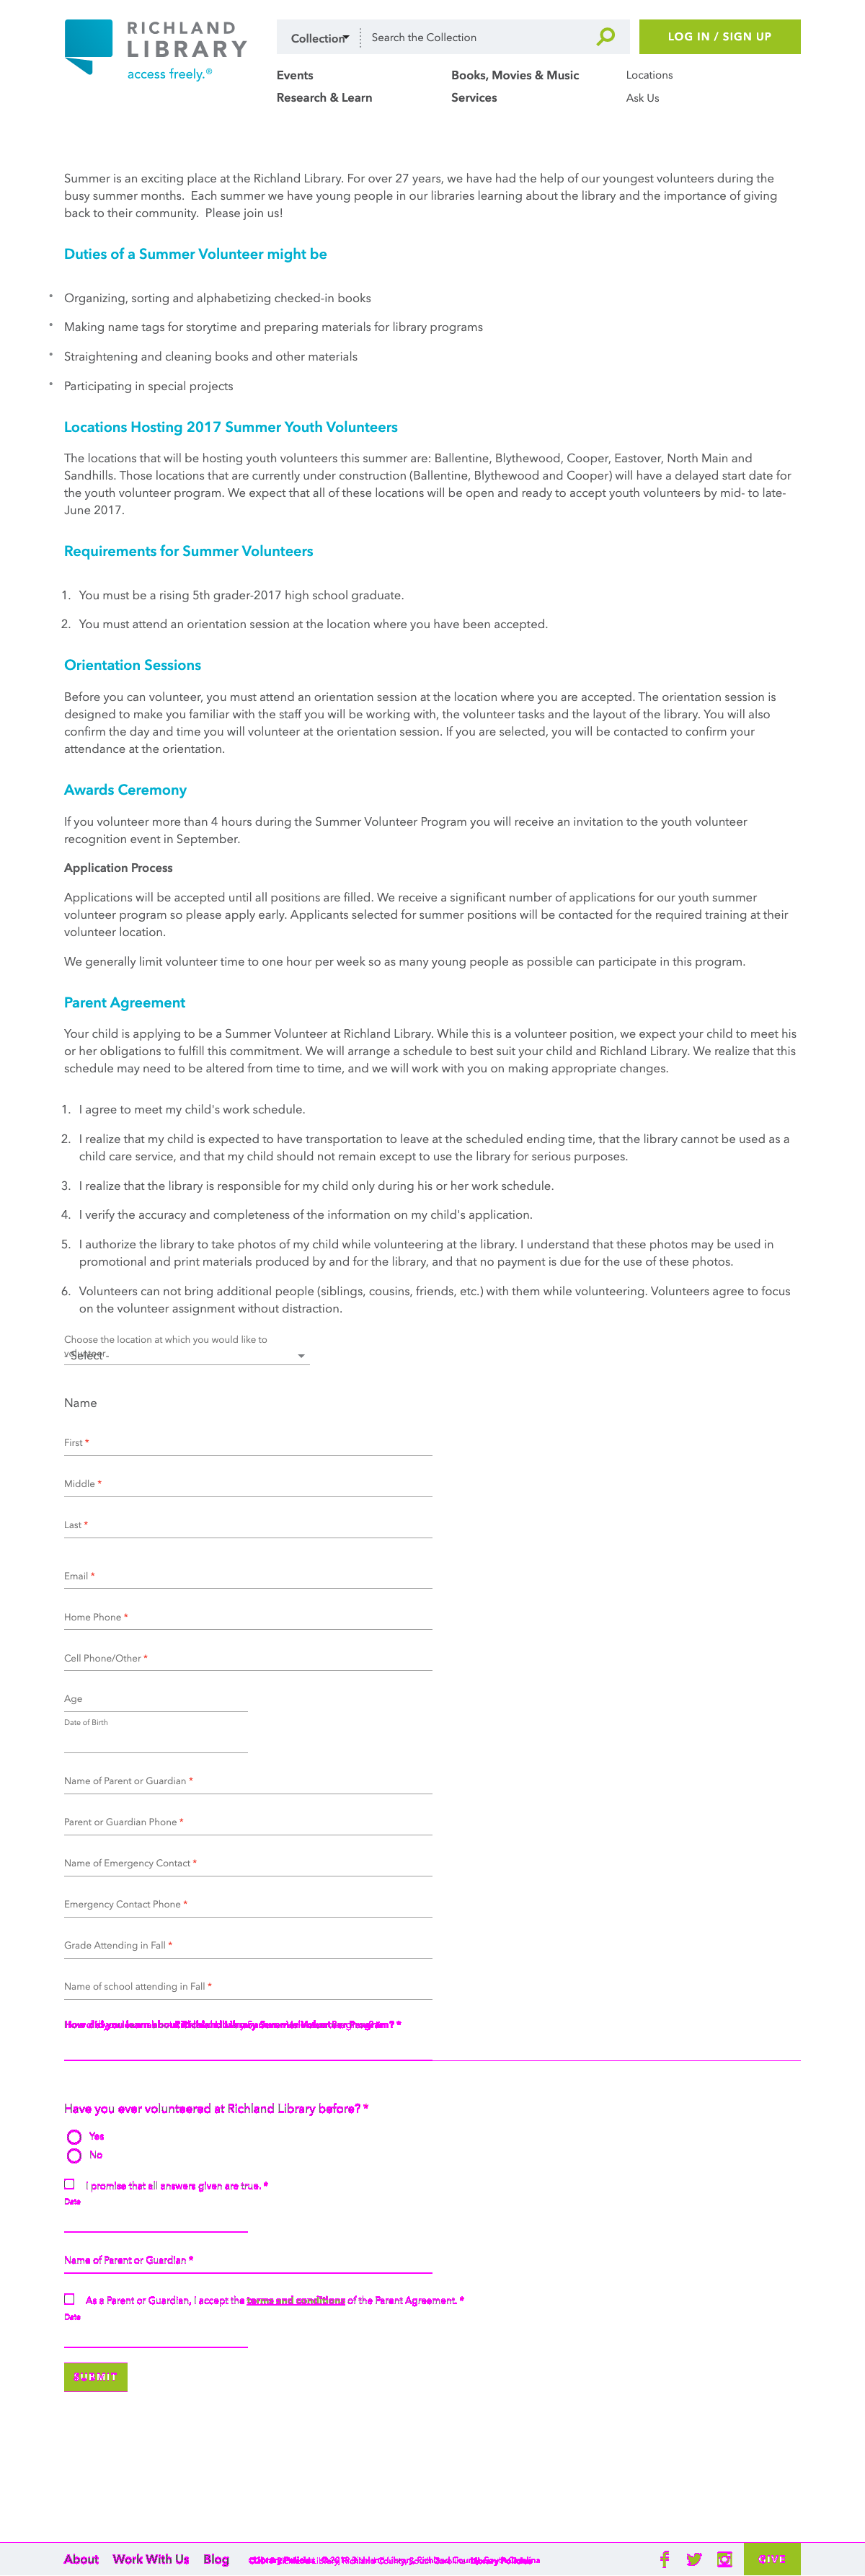 RICHLAND
LIBRARY
access freely.®
Collection
Search the Collection
LOG IN / SIGN UP
Events
Books, Movies & Music
Locations
Research & Learn
Services
Ask Us
Summer is an exciting place at the Richland Library. For over 27 years, we have had the help of our youngest volunteers during the
busy summer months.  Each summer we have young people in our libraries learning about the library and the importance of giving
back to their community.  Please join us!
Duties of a Summer Volunteer might be
Organizing, sorting and alphabetizing checked-in books
Making name tags for storytime and preparing materials for library programs
Straightening and cleaning books and other materials
Participating in special projects
Locations Hosting 2017 Summer Youth Volunteers
The locations that will be hosting youth volunteers this summer are: Ballentine, Blythewood, Cooper, Eastover, North Main and
Sandhills. Those locations that are currently under construction (Ballentine, Blythewood and Cooper) will have a delayed start date for
the youth volunteer program. We expect that all of these locations will be open and ready to accept youth volunteers by mid- to late-
June 2017.
Requirements for Summer Volunteers
1. You must be a rising 5th grader-2017 high school graduate.
2. You must attend an orientation session at the location where you have been accepted.
Orientation Sessions
Before you can volunteer, you must attend an orientation session at the location where you are accepted. The orientation session is
designed to make you familiar with the staff you will be working with, the volunteer tasks and the layout of the library. You will also
confirm the day and time you will volunteer at the orientation session. If you are selected, you will be contacted to confirm your
attendance at the orientation.
Awards Ceremony
If you volunteer more than 4 hours during the Summer Volunteer Program you will receive an invitation to the youth volunteer
recognition event in September.
Application Process
Applications will be accepted until all positions are filled. We receive a significant number of applications for our youth summer
volunteer program so please apply early. Applicants selected for summer positions will be contacted for the required training at their
volunteer location.
We generally limit volunteer time to one hour per week so as many young people as possible can participate in this program.
Parent Agreement
Your child is applying to be a Summer Volunteer at Richland Library. While this is a volunteer position, we expect your child to meet his
or her obligations to fulfill this commitment. We will arrange a schedule to best suit your child and Richland Library. We realize that this
schedule may need to be altered from time to time, and we will work with you on making appropriate changes.
1. I agree to meet my child's work schedule.
2. I realize that my child is expected to have transportation to leave at the scheduled ending time, that the library cannot be used as a
child care service, and that my child should not remain except to use the library for serious purposes.
3. I realize that the library is responsible for my child only during his or her work schedule.
4. I verify the accuracy and completeness of the information on my child's application.
5. I authorize the library to take photos of my child while volunteering at the library. I understand that these photos may be used in
promotional and print materials produced by and for the library, and that no payment is due for the use of these photos.
6. Volunteers can not bring additional people (siblings, cousins, friends, etc.) with them while volunteering. Volunteers agree to focus
on the volunteer assignment without distraction.
Choose the location at which you would like to
volunteer
- Select -
Name
First *
Middle *
Last *
Email *
Home Phone *
Cell Phone/Other *
Age
Date of Birth
Name of Parent or Guardian *
Parent or Guardian Phone *
Name of Emergency Contact *
Emergency Contact Phone *
Grade Attending in Fall *
Name of school attending in Fall *
How did you learn about Richland Library Summer Volunteer Program? *
Have you ever volunteered at Richland Library before? *
Yes
No
I promise that all answers given are true. *
Date
Name of Parent or Guardian *
As a Parent or Guardian, I accept the terms and conditions of the Parent Agreement. *
Date
SUBMIT
About
Work With Us
Blog
GIVE